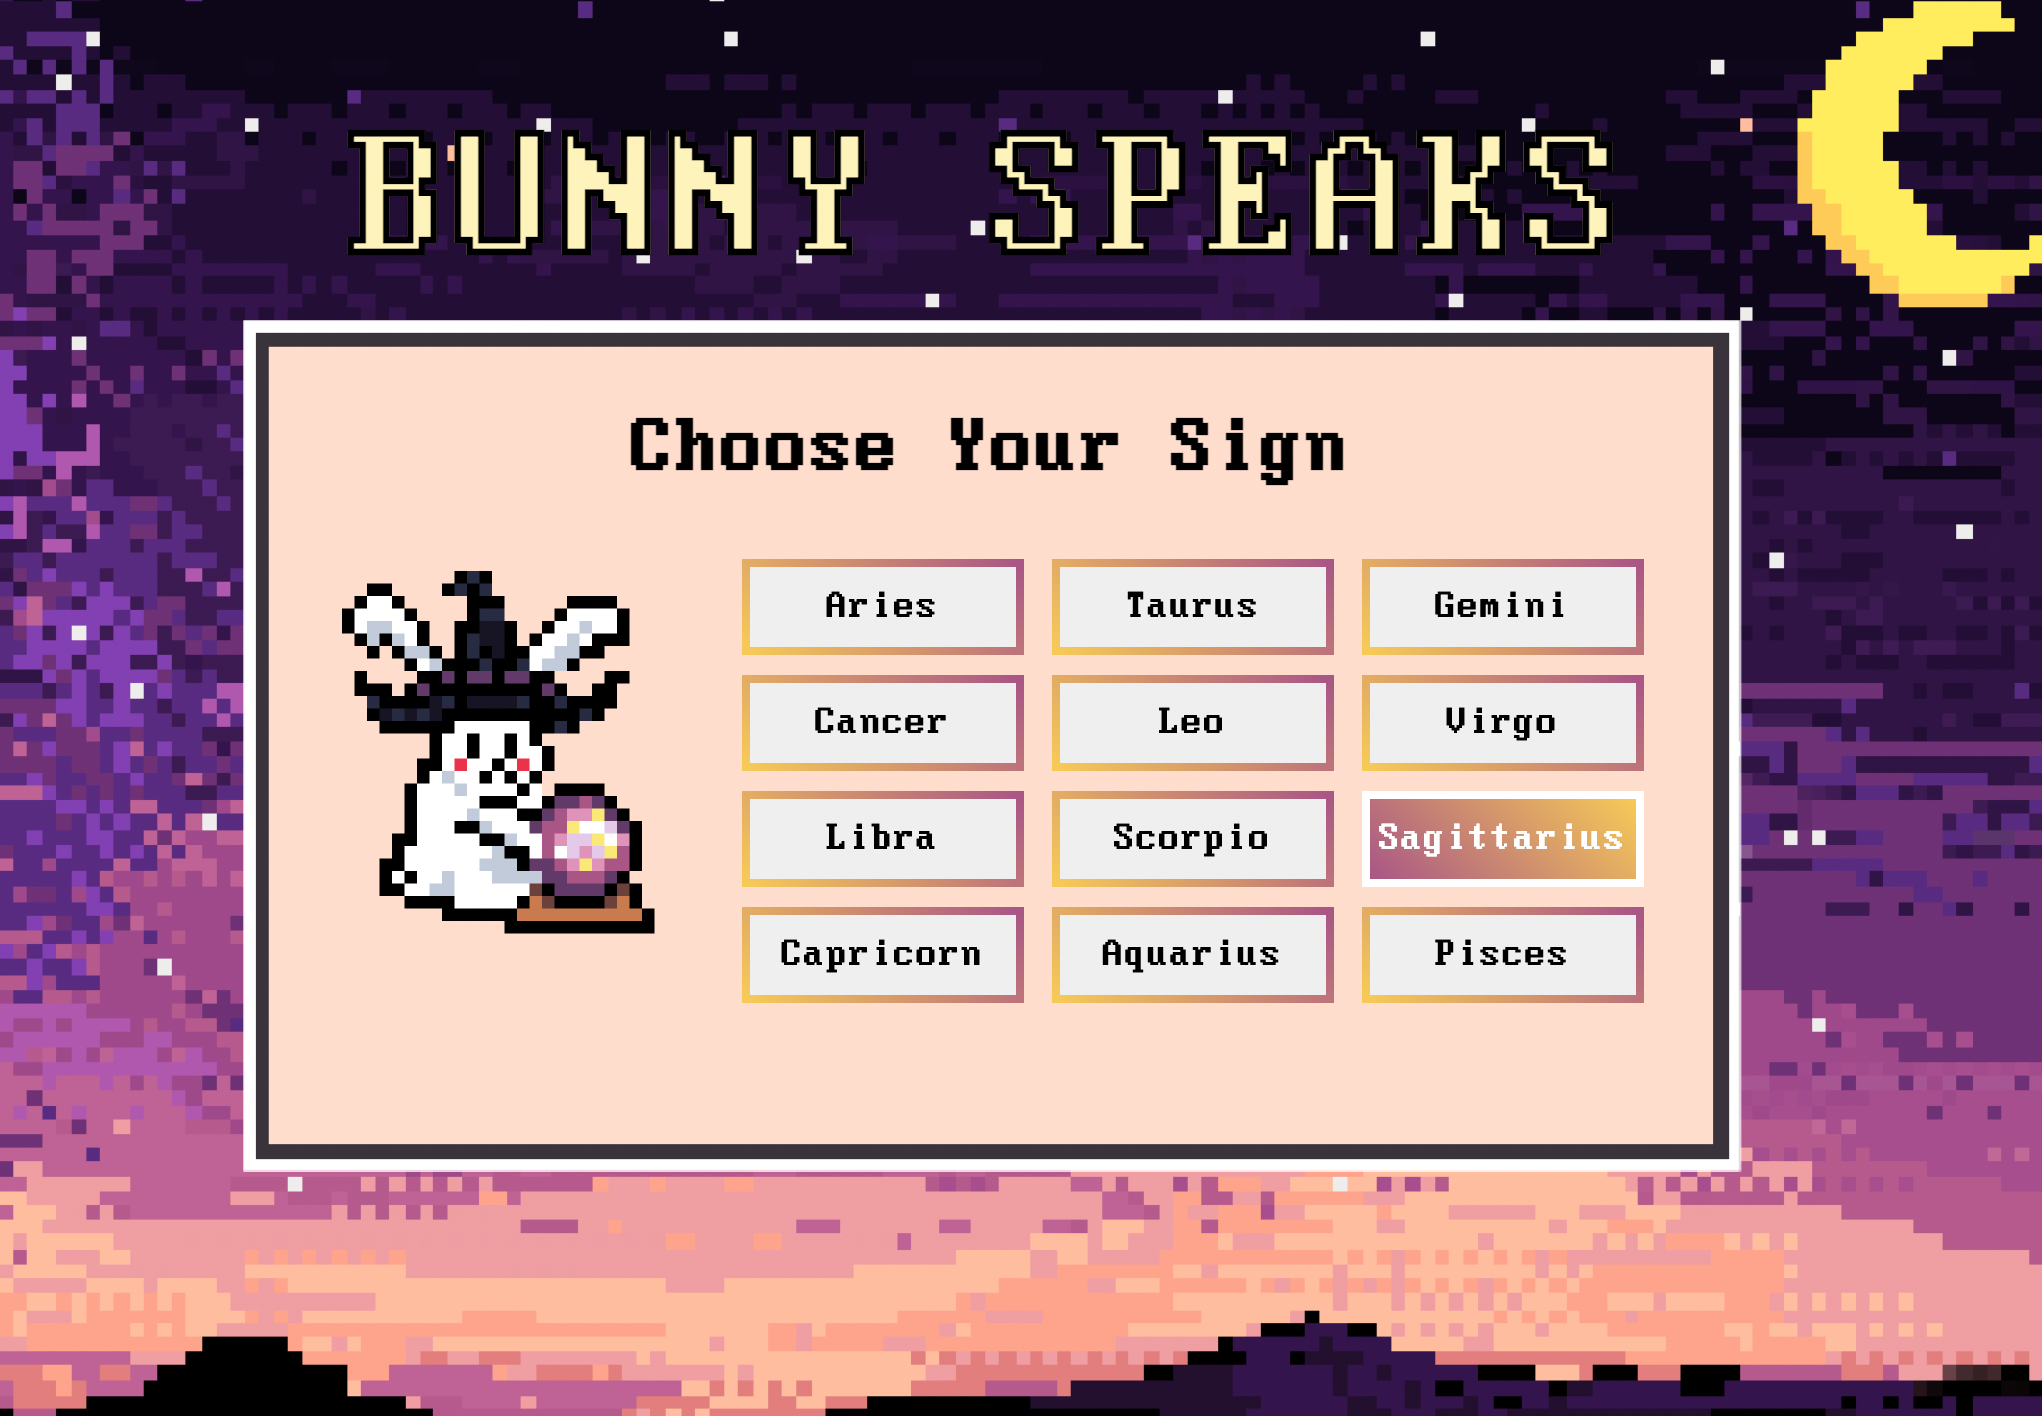 BUNNY SPEAKS
Choose Your Sign
Aries Taurus Gemini
Cancer Leo Virgo
Libra Scorpio Sagittarius
Capricorn Aquarius Pisces